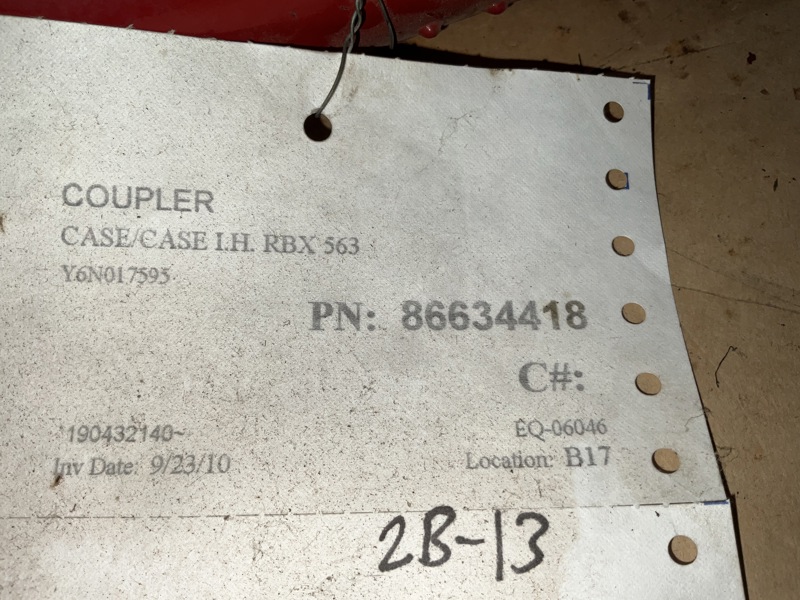 COUPLER
CASE/CASE I.H. RBX 563
Y6N017595
PN: 86634418
C#:
`190432140~
EQ-06046
Inv Date: 9/23/10
Location: B17
2B-13